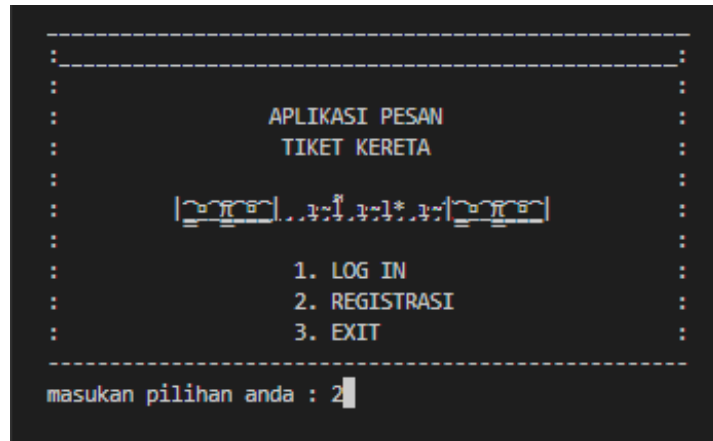 APLIKASI PESAN
TIKET KERETA
1. LOG IN
2. REGISTRASI
3. EXIT
masukan pilihan anda : 2